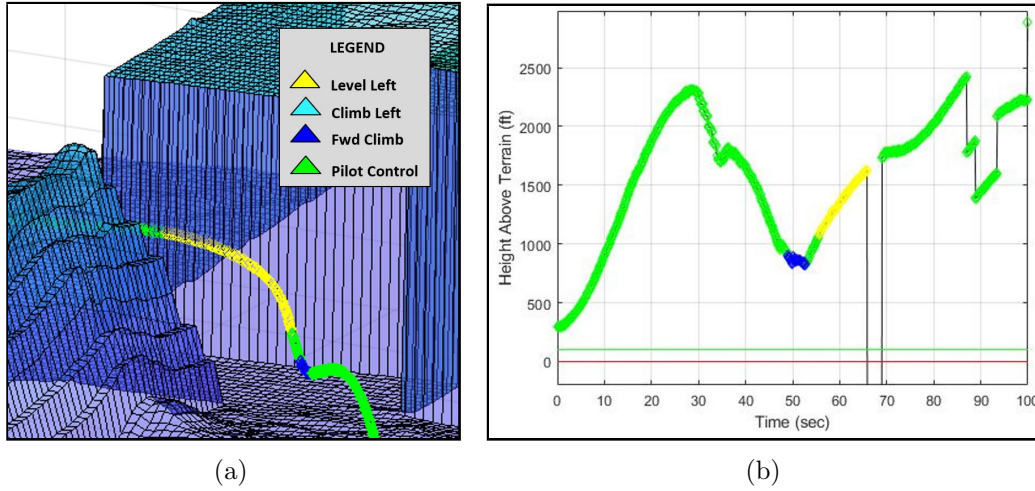 LEGEND
Level Left
Climb Left
Fwd Climb
Pilot Control
(a)
Height Above Terrain (ft)
2500
2000
1500
1000
500
0
0 10 20 30 40 50 60 70 80 90 100
Time (sec)
(b)